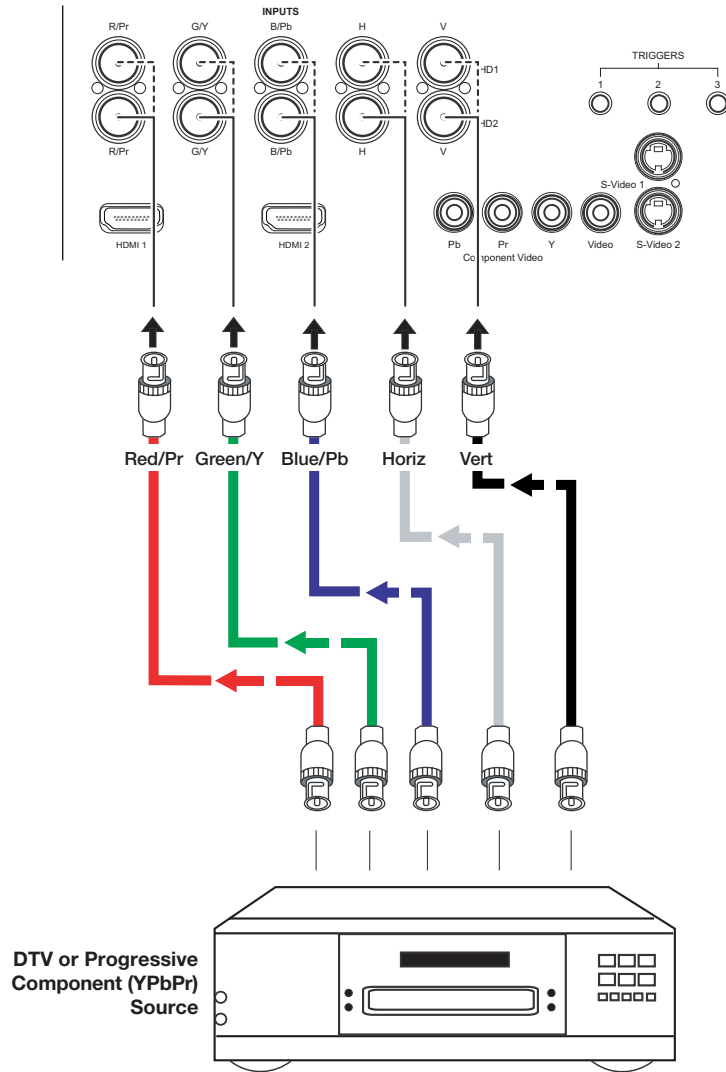 INPUTS
R/Pr G/Y B/Pb H V
HD1
HD2
R/Pr G/Y B/Pb H V
TRIGGERS
1 2 3
S-Video 1
HDMI 1 HDMI 2
Pb Pr Y Video S-Video 2
Component Video
Red/Pr Green/Y Blue/Pb Horiz Vert
DTV or Progressive
Component (YPbPr)
Source